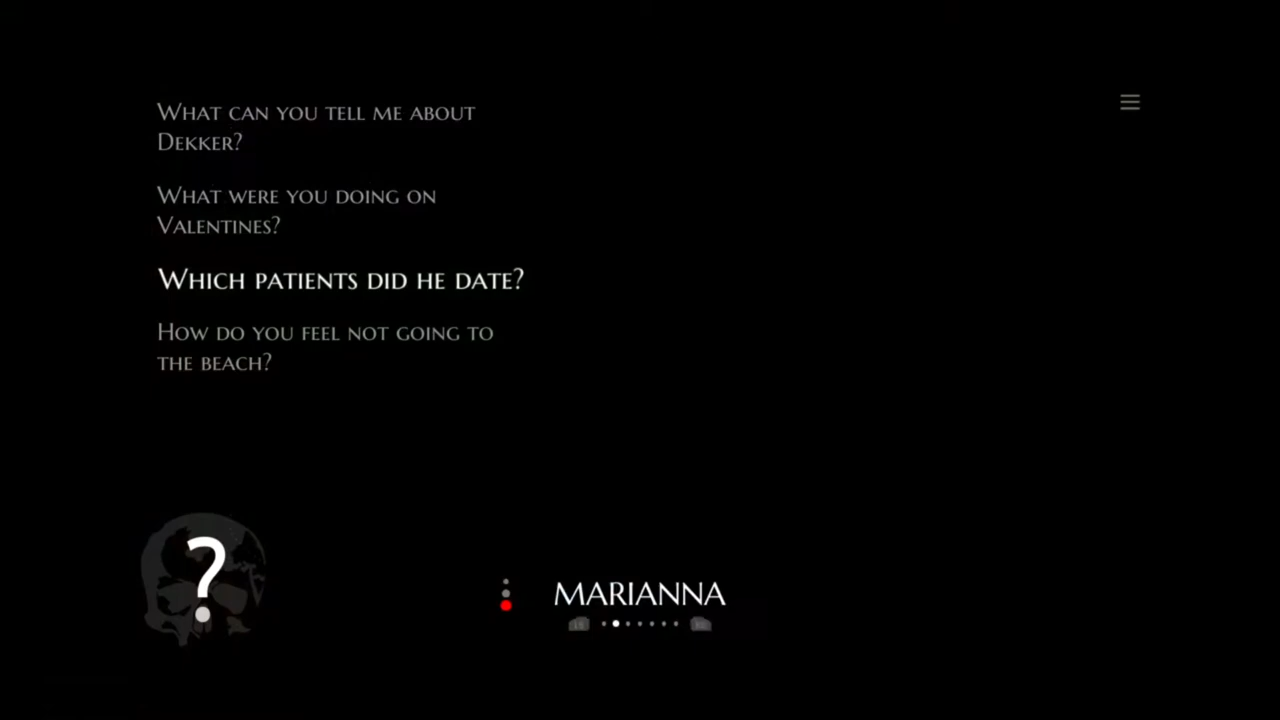 What can you tell me about
Dekker?
What were you doing on
Valentines?
Which patients did he date?
How do you feel not going to
the beach?
?
MARIANNA